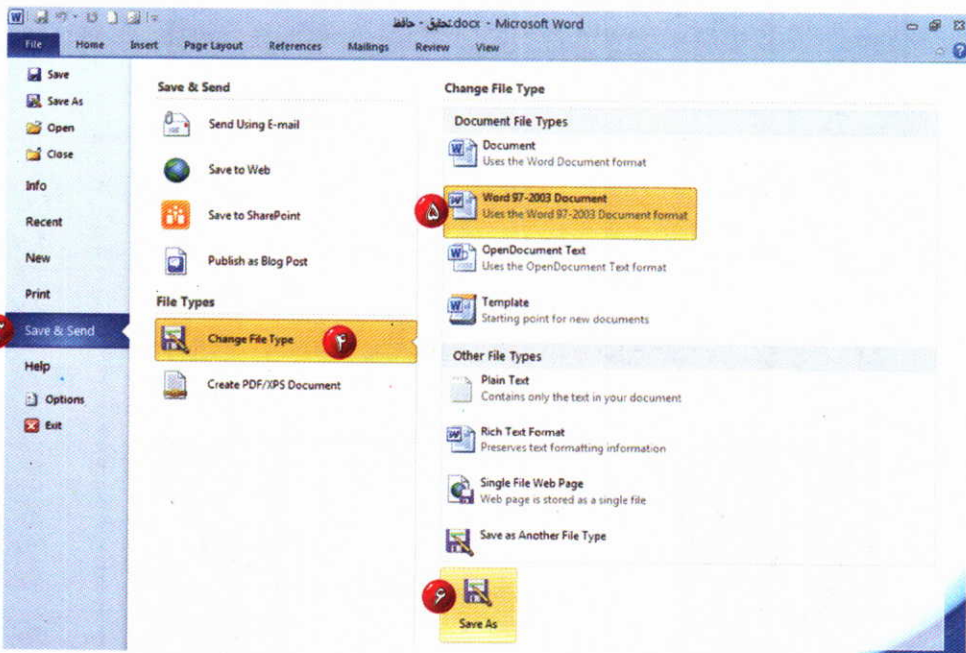 تحقیق - حافظ.docx - Microsoft Word
File Home Insert Page Layout References Mailings Review View
Save
Save As
Open
Close
Info
Recent
New
Print
Save & Send
Help
Options
Exit
Save & Send
Send Using E-mail
Save to Web
Save to SharePoint
Publish as Blog Post
File Types
Change File Type
۴
Create PDF/XPS Document
Change File Type
Document File Types
Document
Uses the Word Document format
۵
Word 97-2003 Document
Uses the Word 97-2003 Document format
OpenDocument Text
Uses the OpenDocument Text format
Template
Starting point for new documents
Other File Types
Plain Text
Contains only the text in your document
Rich Text Format
Preserves text formatting information
Single File Web Page
Web page is stored as a single file
Save as Another File Type
۶
Save As